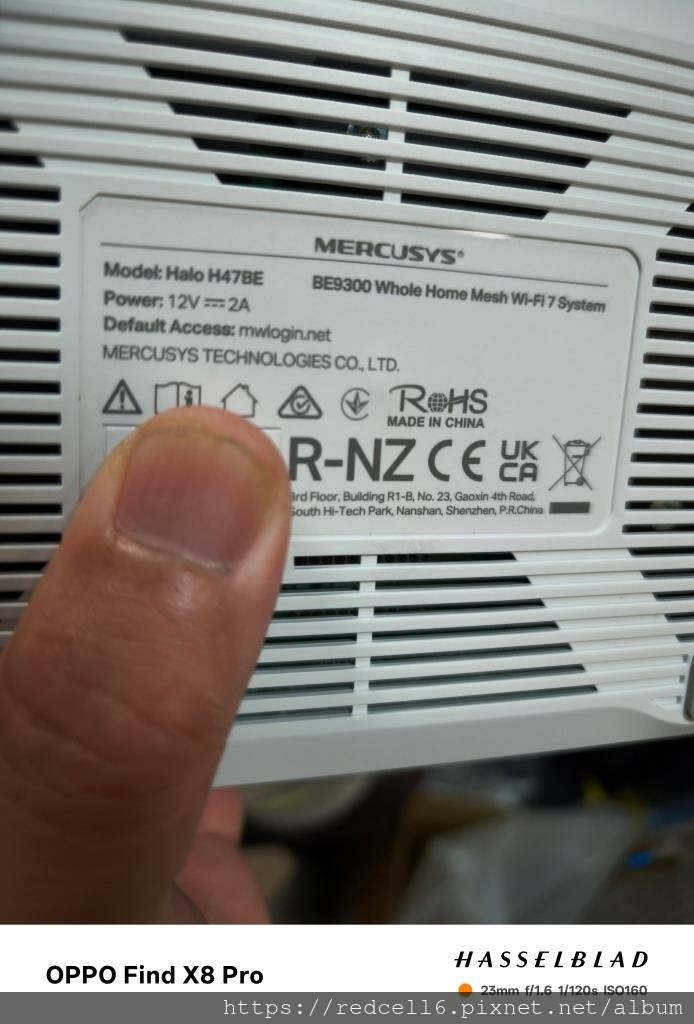 MERCUSYS®
Model: Halo H47BE
BE9300 Whole Home Mesh Wi-Fi 7 System
Power: 12V ⎓ 2A
Default Access: mwlogin.net
MERCUSYS TECHNOLOGIES CO., LTD.
RoHS
MADE IN CHINA
R-NZ CE UK CA
3rd Floor, Building R1-B, No. 23, Gaoxin 4th Road,
South Hi-Tech Park, Nanshan, Shenzhen, P.R.China
OPPO Find X8 Pro
HASSELBLAD
23mm f/1.6 1/120s ISO160
https://redcell6.pixnet.net/album